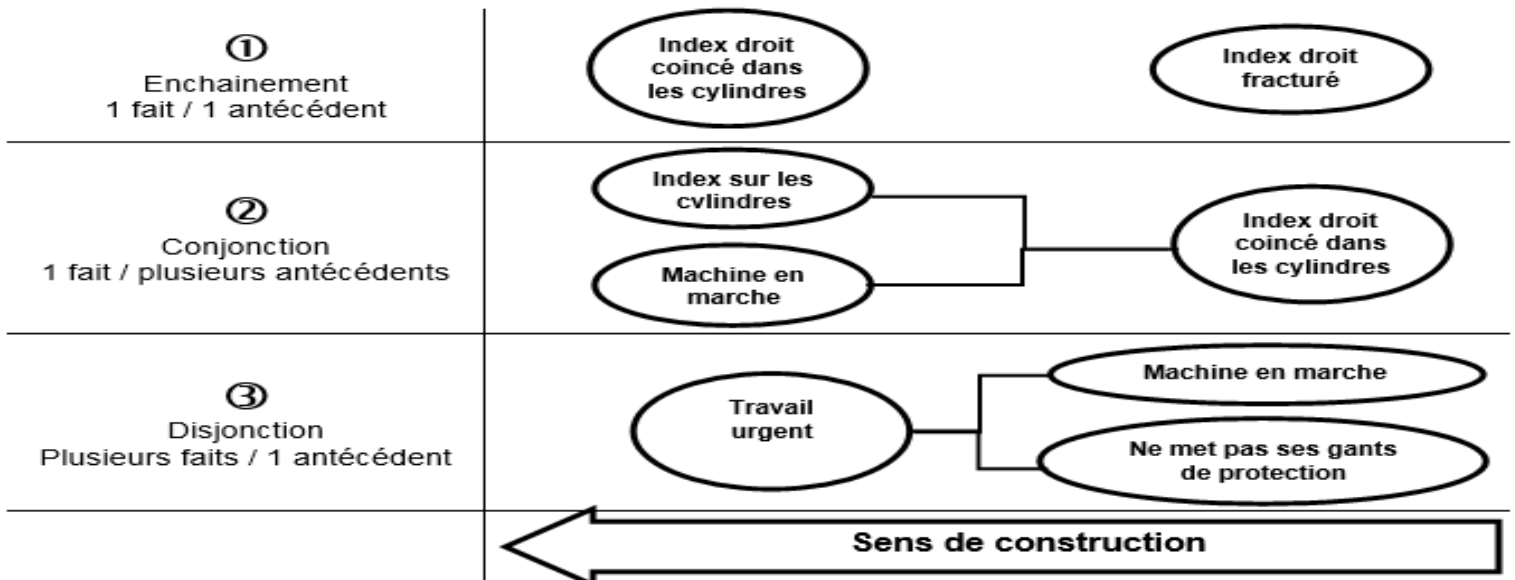 ①
Enchainement
1 fait / 1 antécédent
Index droit
coincé dans
les cylindres
Index droit
fracturé
②
Conjonction
1 fait / plusieurs antécédents
Index sur les
cvlindres
Machine en
marche
Index droit
coincé dans
les cylindres
③
Disjonction
Plusieurs faits / 1 antécédent
Travail
urgent
Machine en marche
Ne met pas ses gants
de protection
Sens de construction